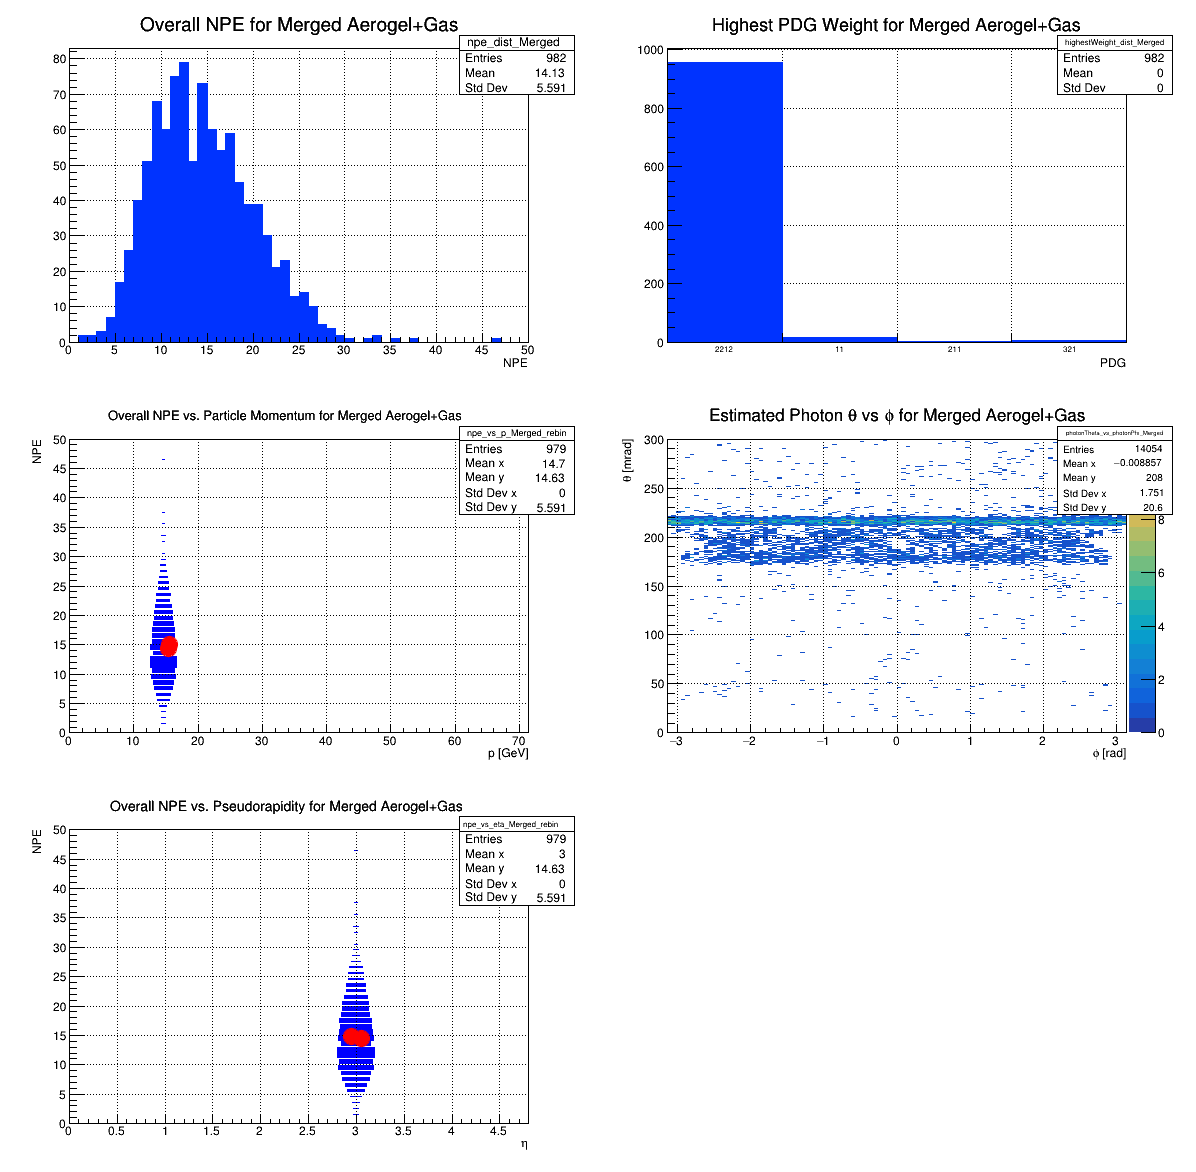 Overall NPE for Merged Aerogel+Gas
npe_dist_Merged
Entries 982
Mean 14.13
Std Dev 5.591
80
70
60
50
40
30
20
10
0
0 5 10 15 20 25 30 35 40 45 50
NPE
Highest PDG Weight for Merged Aerogel+Gas
highestWeight_dist_Merged
Entries 982
Mean 0
Std Dev 0
1000
800
600
400
200
0
2212 11 211 321
PDG
Overall NPE vs. Particle Momentum for Merged Aerogel+Gas
npe_vs_p_Merged_rebin
Entries 979
Mean x 14.7
Mean y 14.63
Std Dev x 0
Std Dev y 5.591
NPE
50
45
40
35
30
25
20
15
10
5
0
0 10 20 30 40 50 60 70
p [GeV]
Estimated Photon θ vs ϕ for Merged Aerogel+Gas
photonTheta_vs_photonPhi_Merged
Entries 14054
Mean x −0.008857
Mean y 208
Std Dev x 1.751
Std Dev y 20.6
θ [mrad]
300
250
200
150
100
50
0
−3 −2 −1 0 1 2 3
ϕ [rad]
8
6
4
2
0
Overall NPE vs. Pseudorapidity for Merged Aerogel+Gas
npe_vs_eta_Merged_rebin
Entries 979
Mean x 3
Mean y 14.63
Std Dev x 0
Std Dev y 5.591
NPE
50
45
40
35
30
25
20
15
10
5
0
0 0.5 1 1.5 2 2.5 3 3.5 4 4.5
η